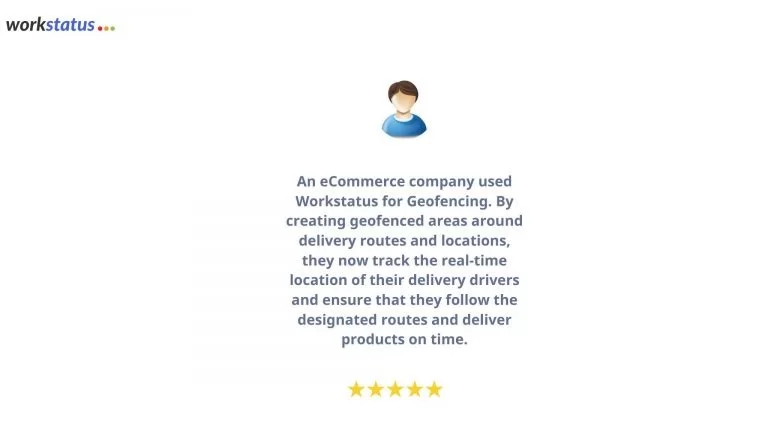 workstatus
An eCommerce company used
Workstatus for Geofencing. By
creating geofenced areas around
delivery routes and locations,
they now track the real-time
location of their delivery drivers
and ensure that they follow the
designated routes and deliver
products on time.